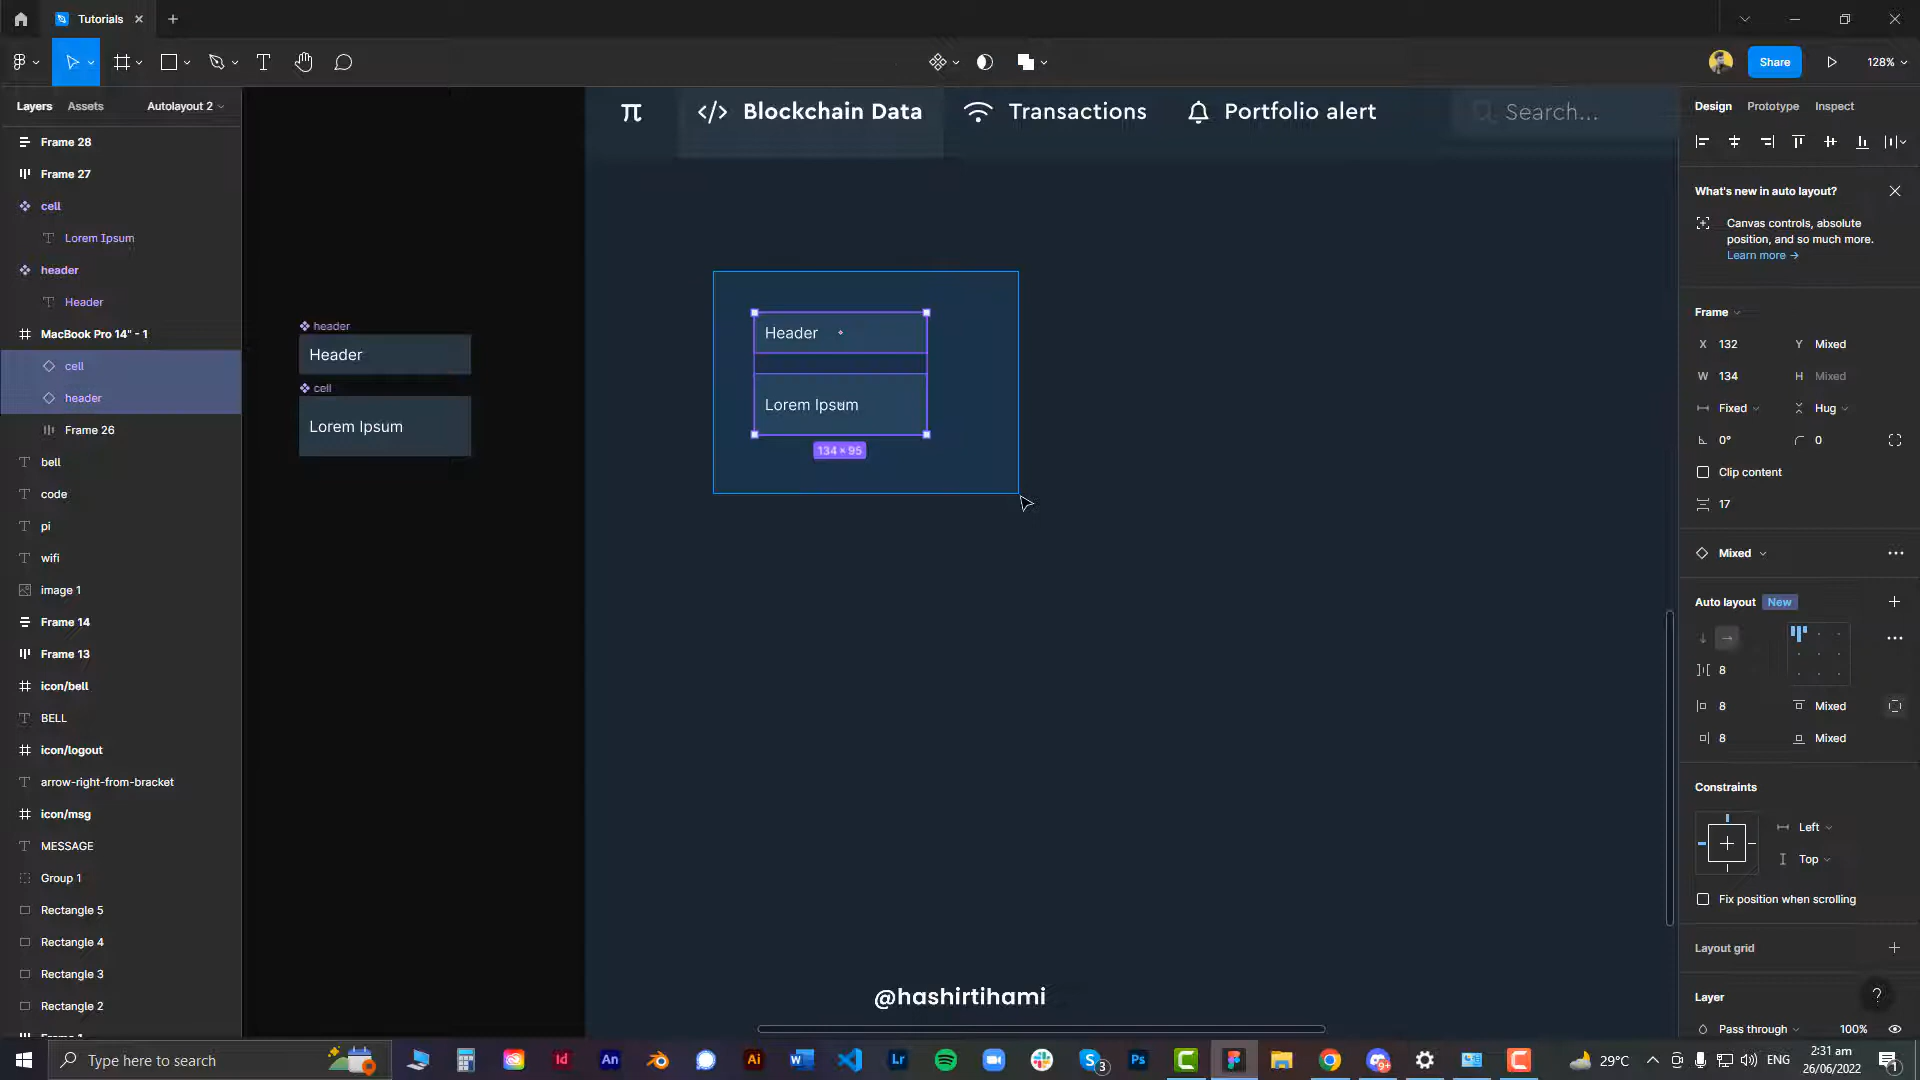 Tutorials
Share
128%
Layers
Assets
Autolayout 2
Frame 28
Frame 27
cell
Lorem Ipsum
header
Header
MacBook Pro 14" - 1
cell
header
Frame 26
bell
code
pi
wifi
image 1
Frame 14
Frame 13
icon/bell
BELL
icon/logout
arrow-right-from-bracket
icon/msg
MESSAGE
Group 1
Rectangle 5
Rectangle 4
Rectangle 3
Rectangle 2
header
Header
cell
Lorem Ipsum
π
</> Blockchain Data
Transactions
Portfolio alert
Search...
Header
Lorem Ipsum
134 × 95
@hashirtihami
Design
Prototype
Inspect
What's new in auto layout?
Canvas controls, absolute
position, and so much more.
Learn more →
Frame
X 132
Y Mixed
W 134
H Mixed
Fixed
Hug
0°
0
Clip content
17
Mixed
Auto layout
New
8
8
Mixed
8
Mixed
Constraints
Left
Top
Fix position when scrolling
Layout grid
Layer
?
Pass through
100%
Type here to search
Id
An
Ai
Lr
3
Ps
29°C
ENG
2:31 am
26/06/2022
1